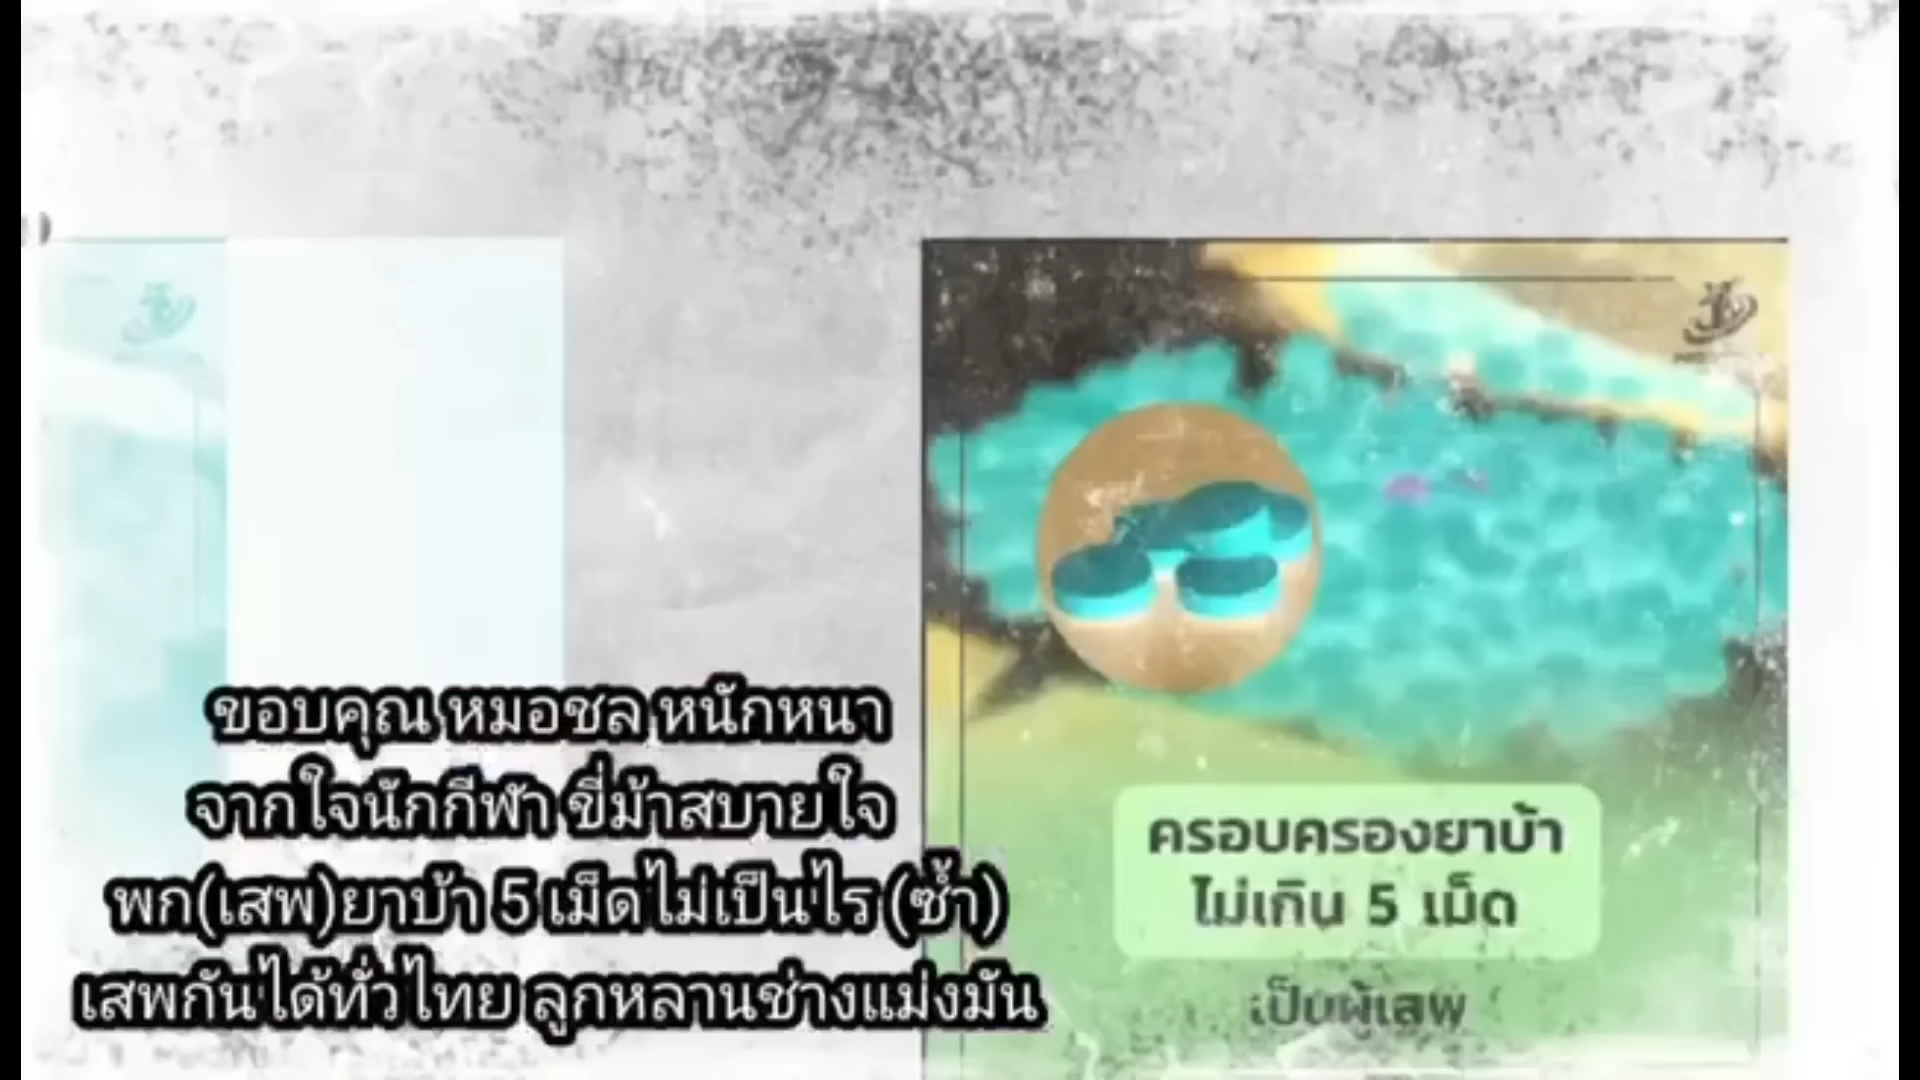 ขอบคุณ หมอชล หนักหนา
จากใจนักกีฬา ขี่ม้าสบายใจ
พก(เสพ)ยาบ้า 5 เม็ดไม่เป็นไร (ซ้ำ)
เสพกันได้ทั่วไทย ลูกหลานช่างแม่งมัน
ครอบครองยาบ้า
ไม่เกิน 5 เม็ด
เป็นผู้เสพ